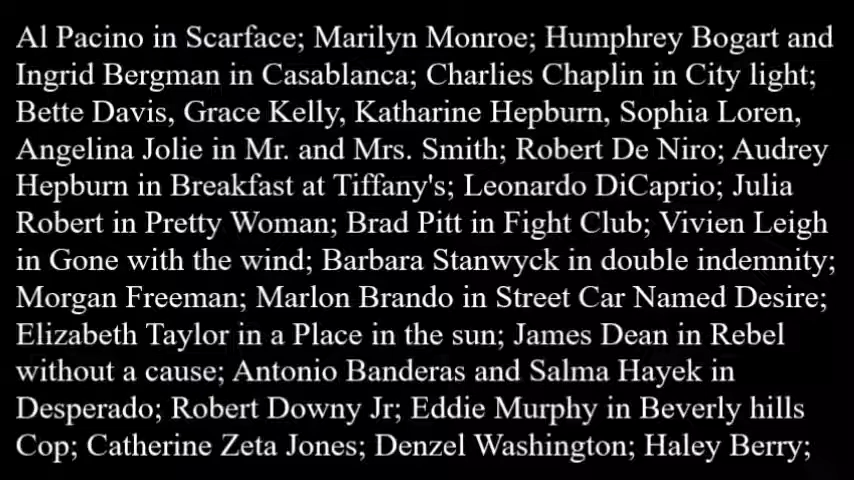 Al Pacino in Scarface; Marilyn Monroe; Humphrey Bogart and
Ingrid Bergman in Casablanca; Charlies Chaplin in City light;
Bette Davis, Grace Kelly, Katharine Hepburn, Sophia Loren,
Angelina Jolie in Mr. and Mrs. Smith; Robert De Niro; Audrey
Hepburn in Breakfast at Tiffany's; Leonardo DiCaprio; Julia
Robert in Pretty Woman; Brad Pitt in Fight Club; Vivien Leigh
in Gone with the wind; Barbara Stanwyck in double indemnity;
Morgan Freeman; Marlon Brando in Street Car Named Desire;
Elizabeth Taylor in a Place in the sun; James Dean in Rebel
without a cause; Antonio Banderas and Salma Hayek in
Desperado; Robert Downy Jr; Eddie Murphy in Beverly hills
Cop; Catherine Zeta Jones; Denzel Washington; Haley Berry;